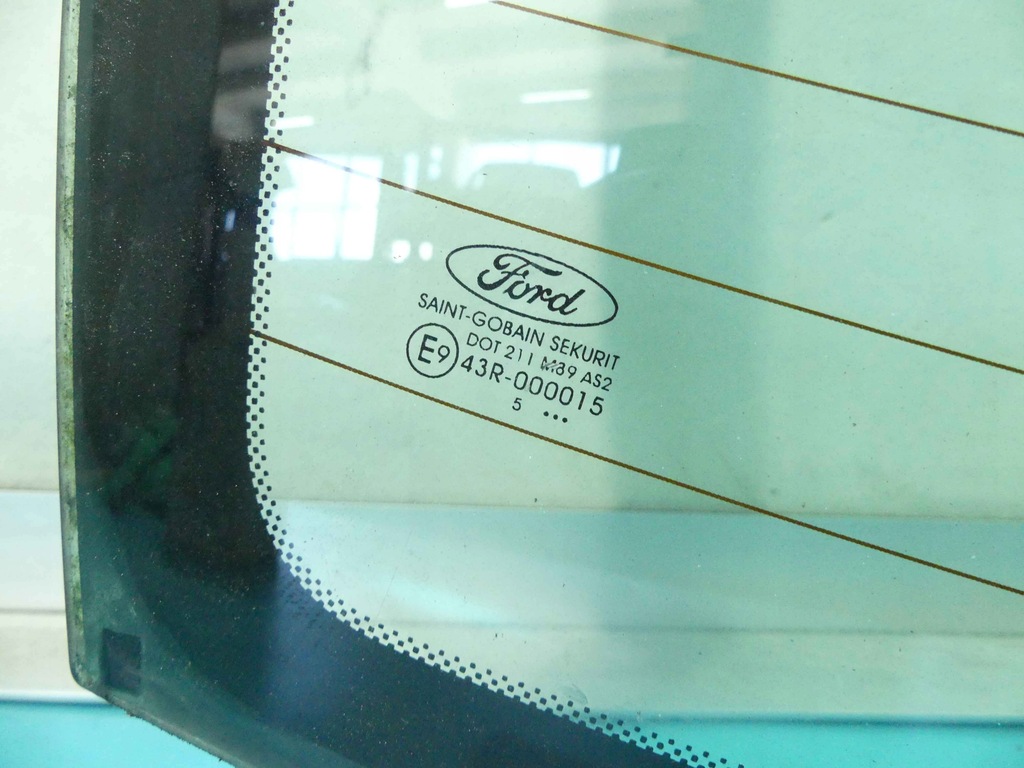 Ford
SAINT-GOBAIN SEKURIT
DOT 211 M89 AS2
E9 43R-000015
5 ...